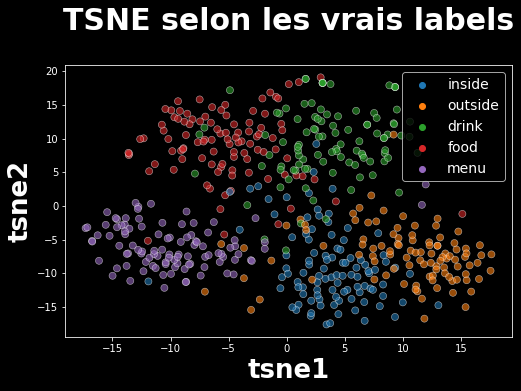 TSNE selon les vrais labels
20
15
10
5
0
−5
−10
−15
tsne2
inside
outside
drink
food
menu
−15 −10 −5 0 5 10 15
tsne1